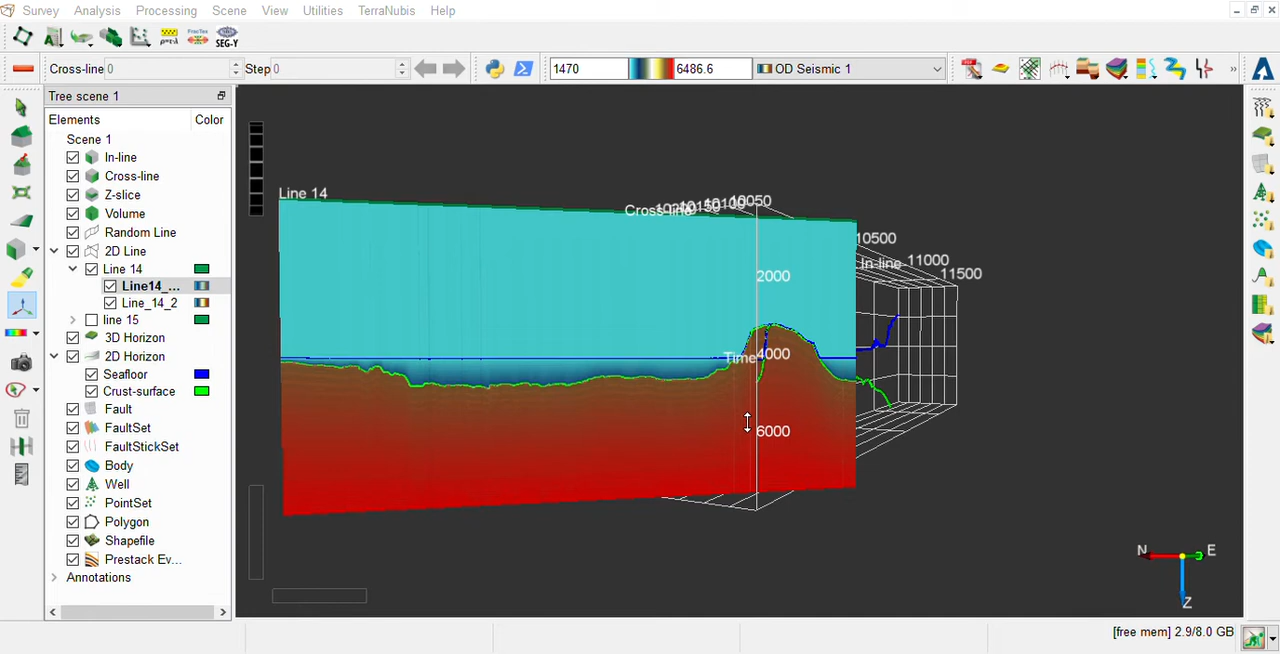 Survey Analysis Processing Scene View Utilities TerraNubis Help
SEG-Y
Cross-line 0 Step 0 1470 6486.6 OD Seismic 1
Tree scene 1
Elements Color
Scene 1
In-line
Cross-line
Z-slice
Volume
Random Line
2D Line
Line 14
Line14_...
Line_14_2
line 15
3D Horizon
2D Horizon
Seafloor
Crust-surface
Fault
FaultSet
FaultStickSet
Body
Well
PointSet
Polygon
Shapefile
Prestack Ev...
Annotations
Line 14
Cross-line 10150 10100 10050
10500
In-line 11000
11500
2000
Time 4000
6000
N E
Z
[free mem] 2.9/8.0 GB